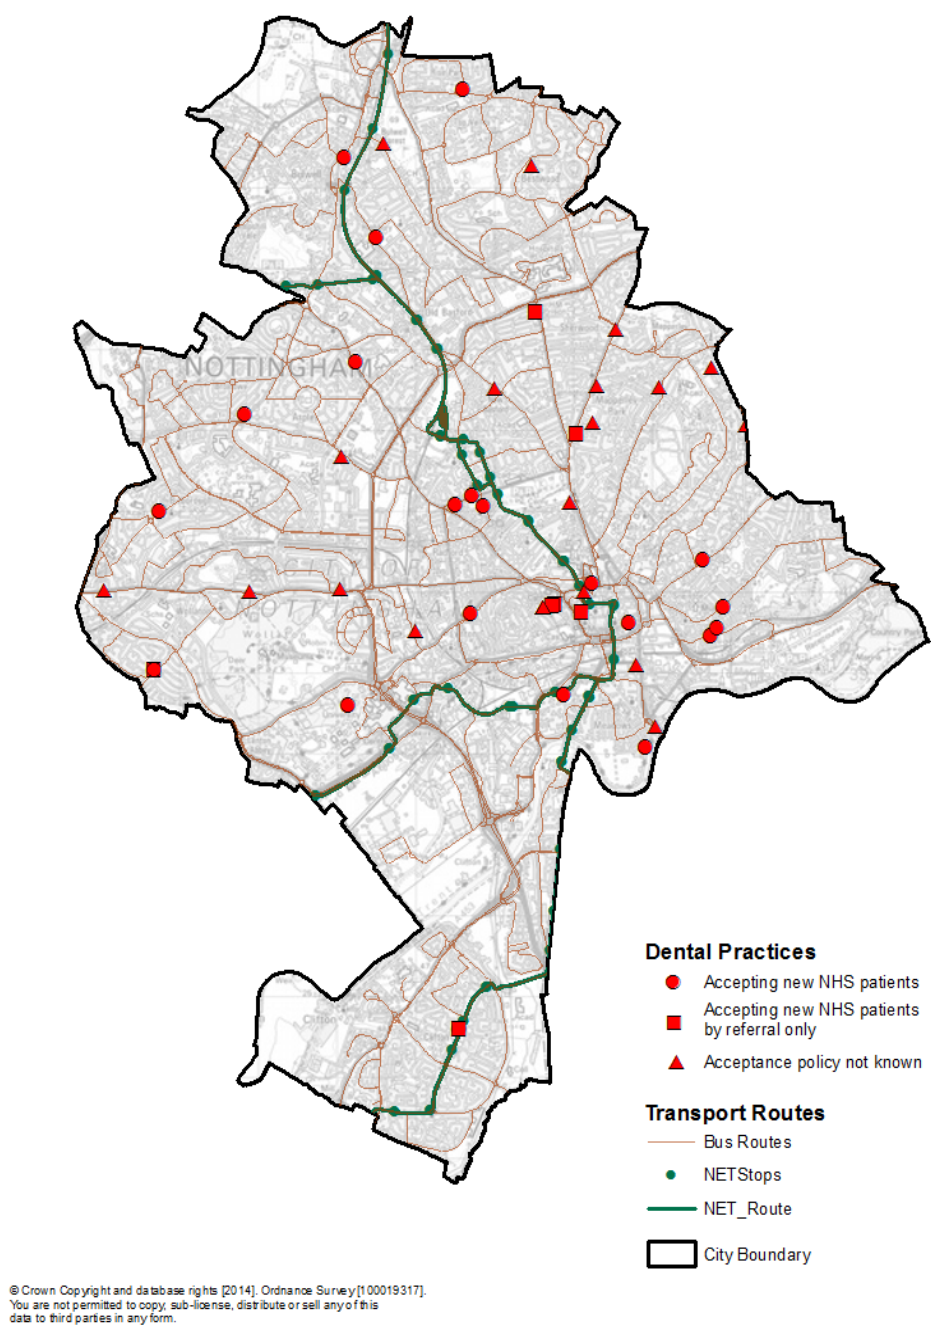 NOTTINGHAM
Dental Practices
Accepting new NHS patients
Accepting new NHS patients
by referral only
Acceptance policy not known
Transport Routes
Bus Routes
NETStops
NET_Route
City Boundary
© Crown Copyright and database rights [2014]. Ordnance Survey [100019317].
You are not permitted to copy, sub-license, distribute or sell any of this
data to third parties in any form.